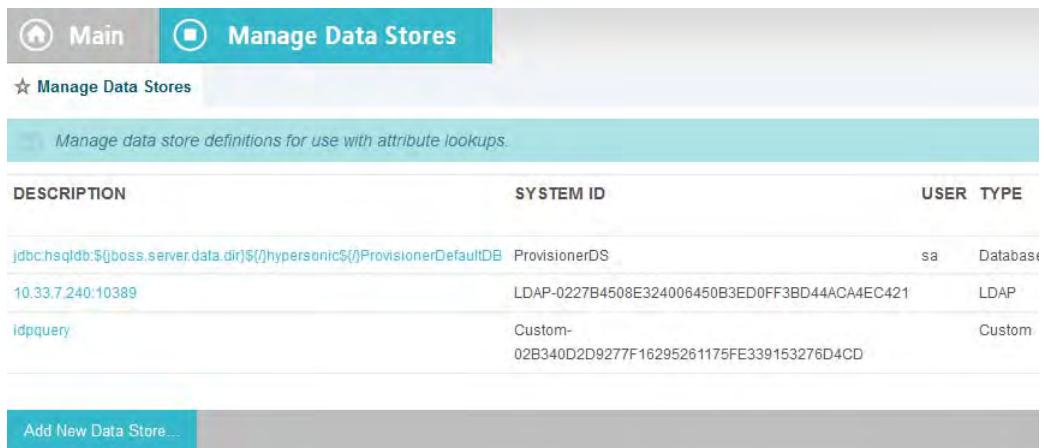 Main
Manage Data Stores
Manage Data Stores
Manage data store definitions for use with attribute lookups.
DESCRIPTION SYSTEM ID USER TYPE
jdbc:hsqldb:${jboss.server.data.dir}${/}hypersonic${/}ProvisionerDefaultDB ProvisionerDS sa Database
10.33.7.240:10389 LDAP-0227B4508E324006450B3ED0FF3BD44ACA4EC421 LDAP
idpquery Custom- Custom
02B340D2D9277F16295261175FE339153276D4CD
Add New Data Store...